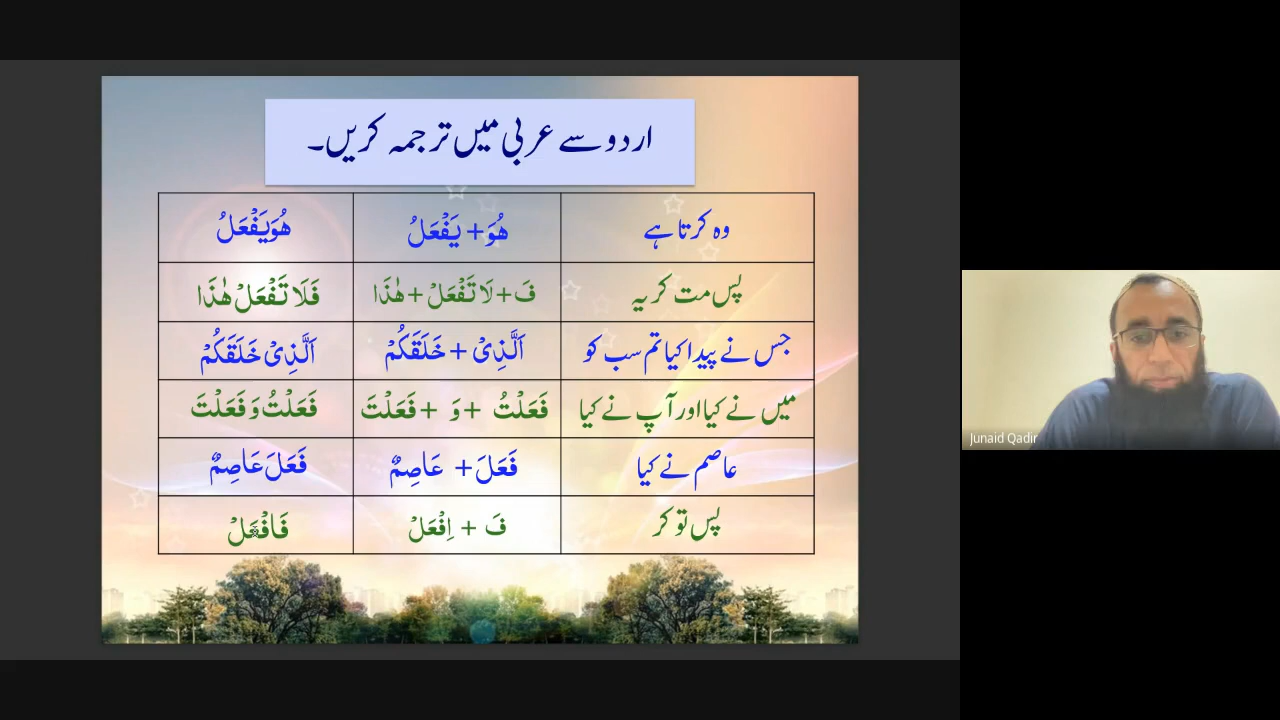 اردو سے عربی میں ترجمہ کریں۔
وہ کرتا ہے هُوَ + يَفْعَلُ هُوَيَفْعَلُ
پس مت کر یہ فَ + لَا تَفْعَلْ + هٰذَا فَلَا تَفْعَلْ هٰذَا
جس نے پیدا کیا تم سب کو اَلَّذِیْ + خَلَقَكُمْ اَلَّذِیْ خَلَقَكُمْ
میں نے کیا اور آپ نے کیا فَعَلْتُ + وَ + فَعَلْتَ فَعَلْتُ وَ فَعَلْتَ
عاصم نے کیا فَعَلَ + عَاصِمٌ فَعَلَ عَاصِمٌ
پس تو کر فَ + اِفْعَلْ فَافْعَلْ
Junaid Qadir